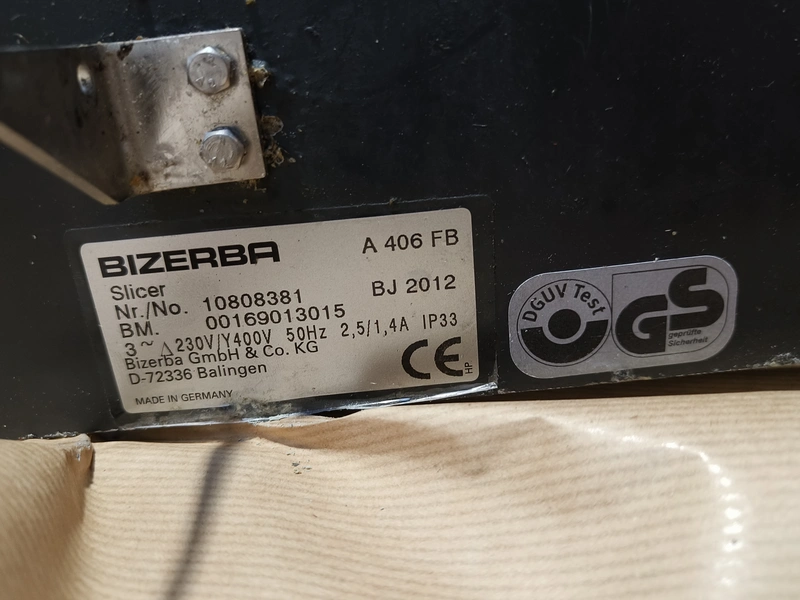 BIZERBA A 406 FB
Slicer
Nr./No. 10808381 BJ 2012
BM. 00169013015
3~ △230V/Y400V 50Hz 2,5/1,4A IP33
Bizerba GmbH & Co. KG
D-72336 Balingen
MADE IN GERMANY
CE
HP
DGUV Test
GS
geprüfte
Sicherheit